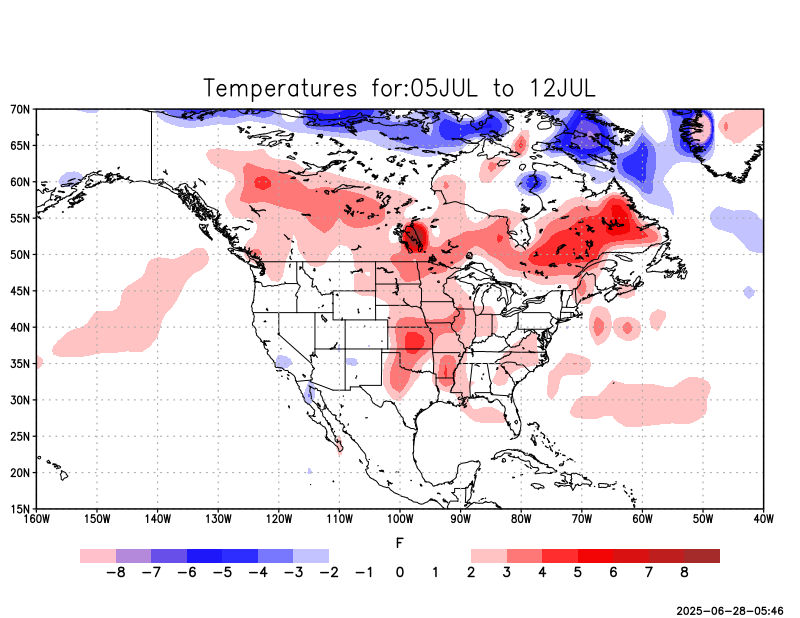 Temperatures for:05JUL to 12JUL
70N
65N
60N
55N
50N
45N
40N
35N
30N
25N
20N
15N
160W 150W 140W 130W 120W 110W 100W 90W 80W 70W 60W 50W 40W
F
−8 −7 −6 −5 −4 −3 −2 −1 0 1 2 3 4 5 6 7 8
2025-06-28-05:46